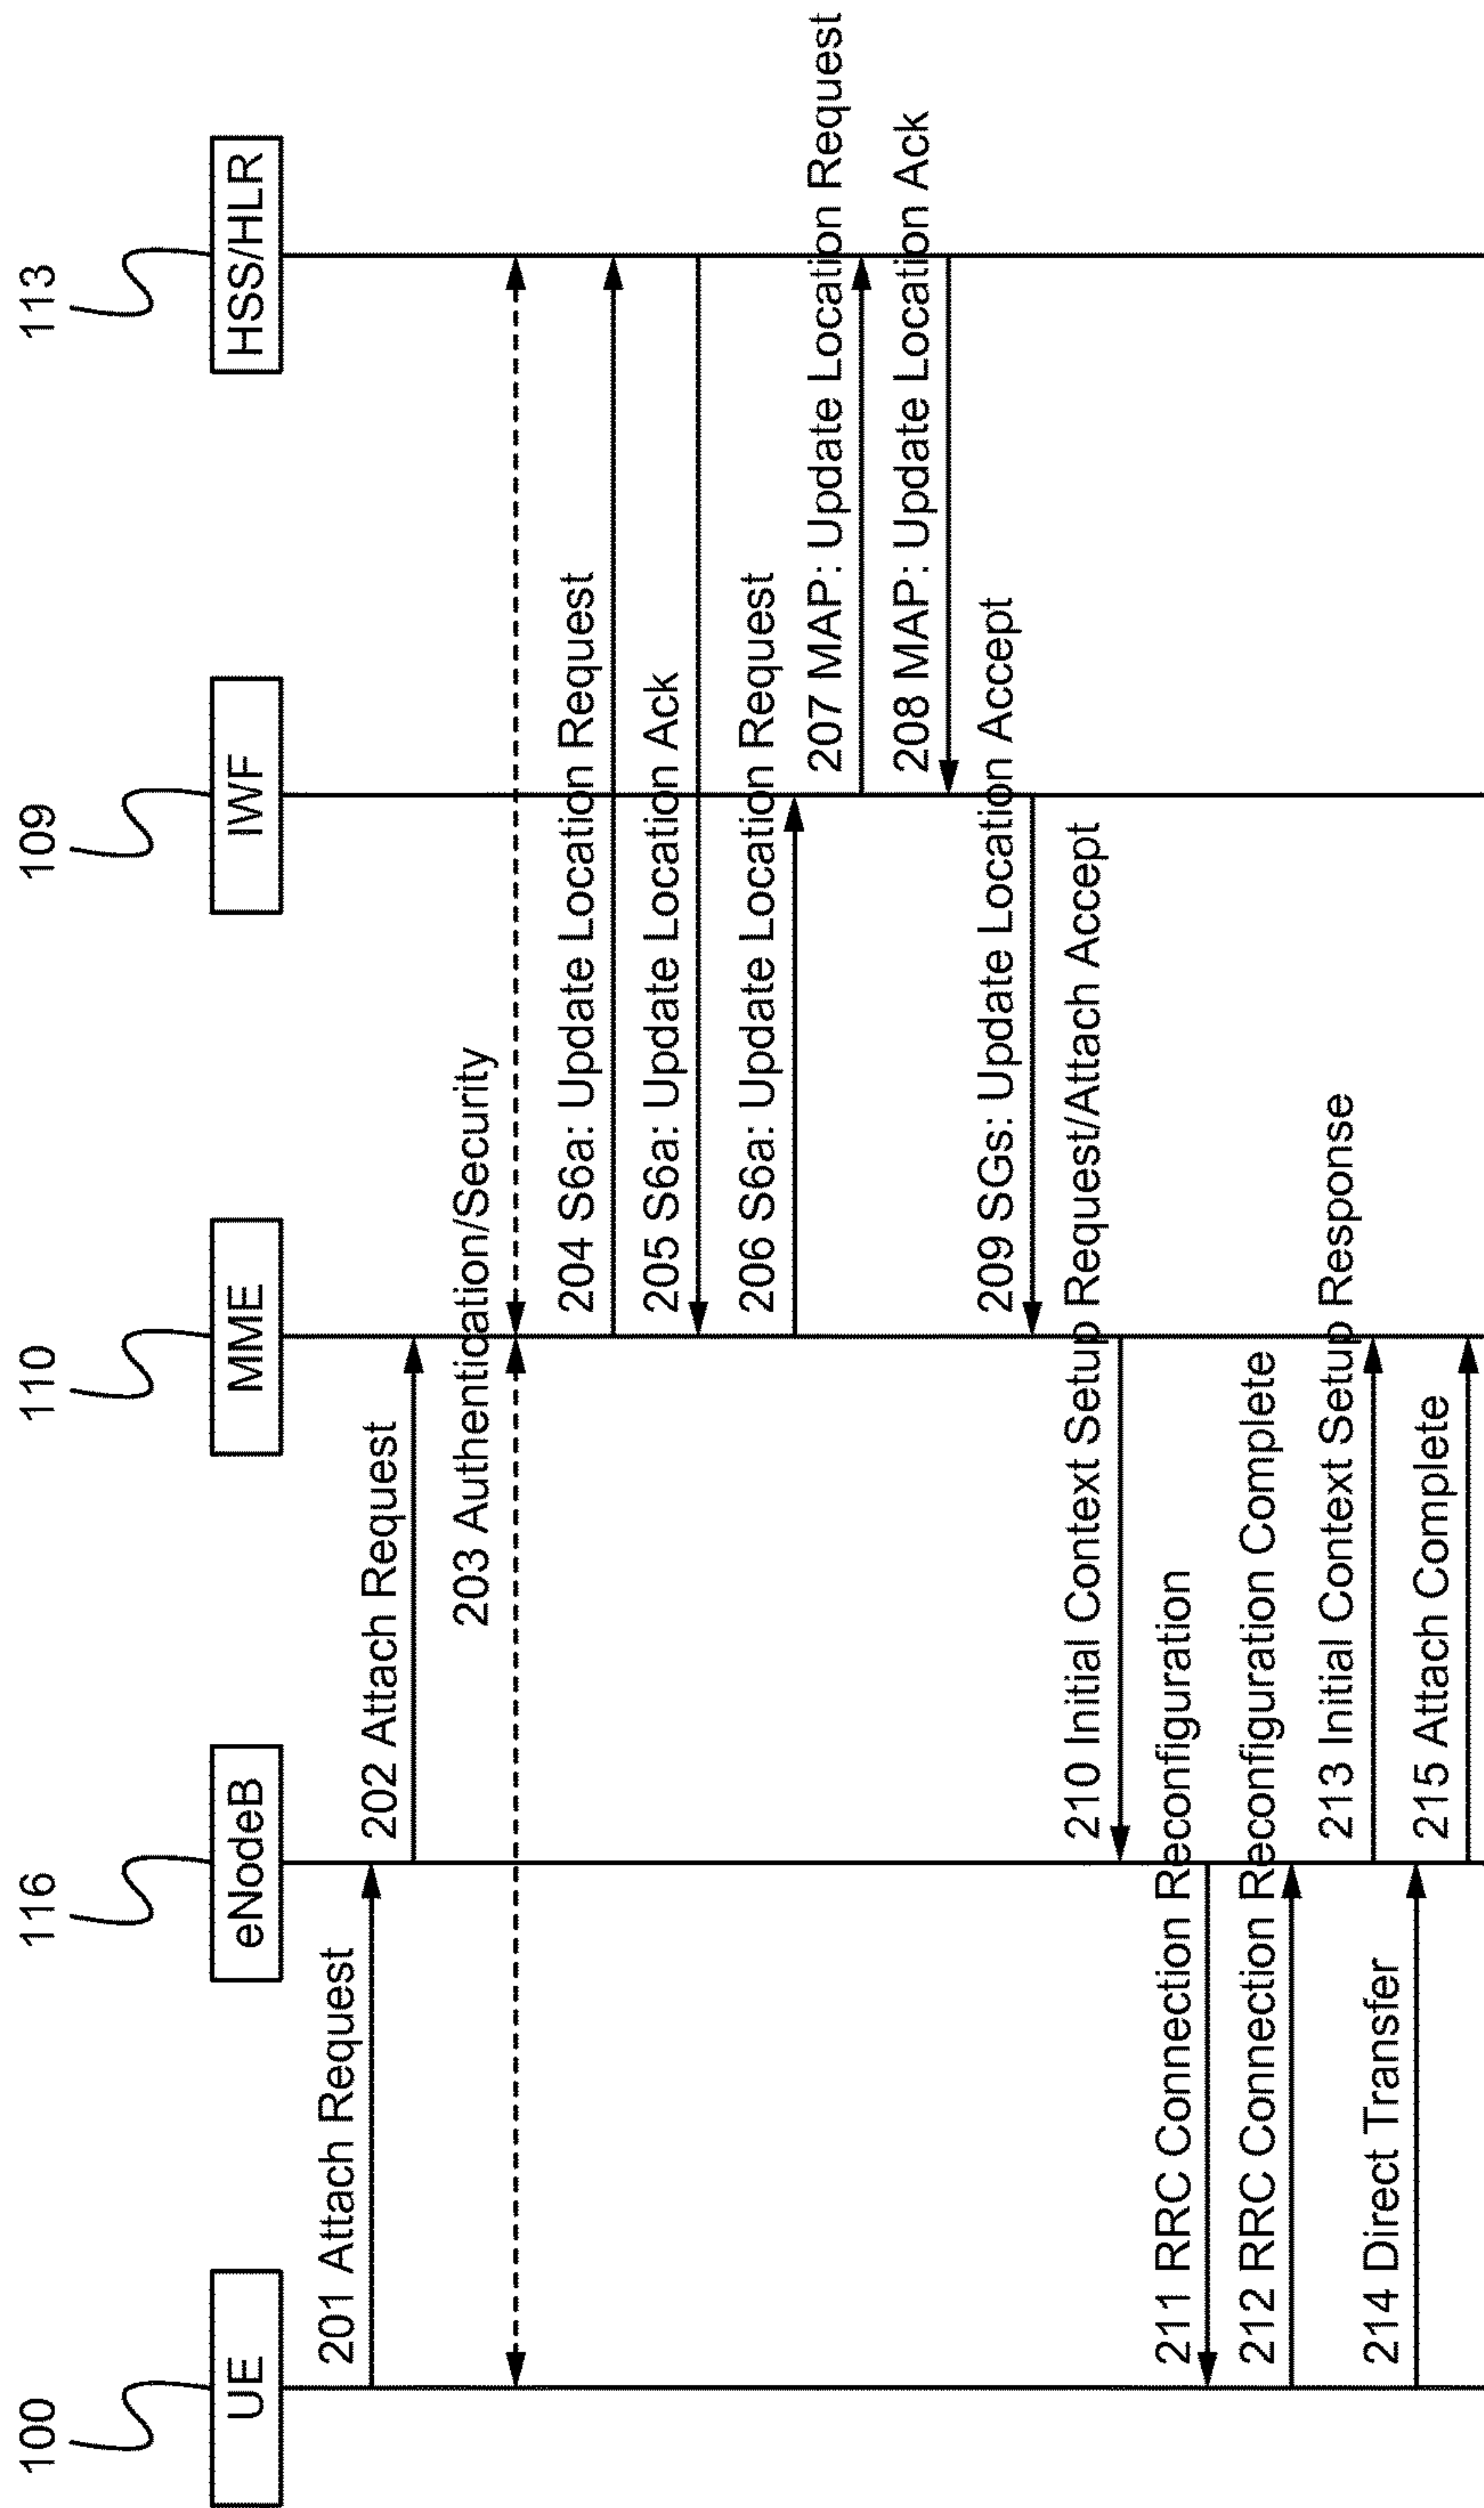 100
116
110
109
113
UE
eNodeB
MME
IWF
HSS/HLR
201 Attach Request
202 Attach Request
203 Authentication/Security
204 S6a: Update Location Request
205 S6a: Update Location Ack
206 S6a: Update Location Request
207 MAP: Update Location Request
208 MAP: Update Location Ack
209 SGs: Update Location Accept
210 Initial Context Setup Request/Attach Accept
211 RRC Connection Reconfiguration
212 RRC Connection Reconfiguration Complete
213 Initial Context Setup Response
214 Direct Transfer
215 Attach Complete